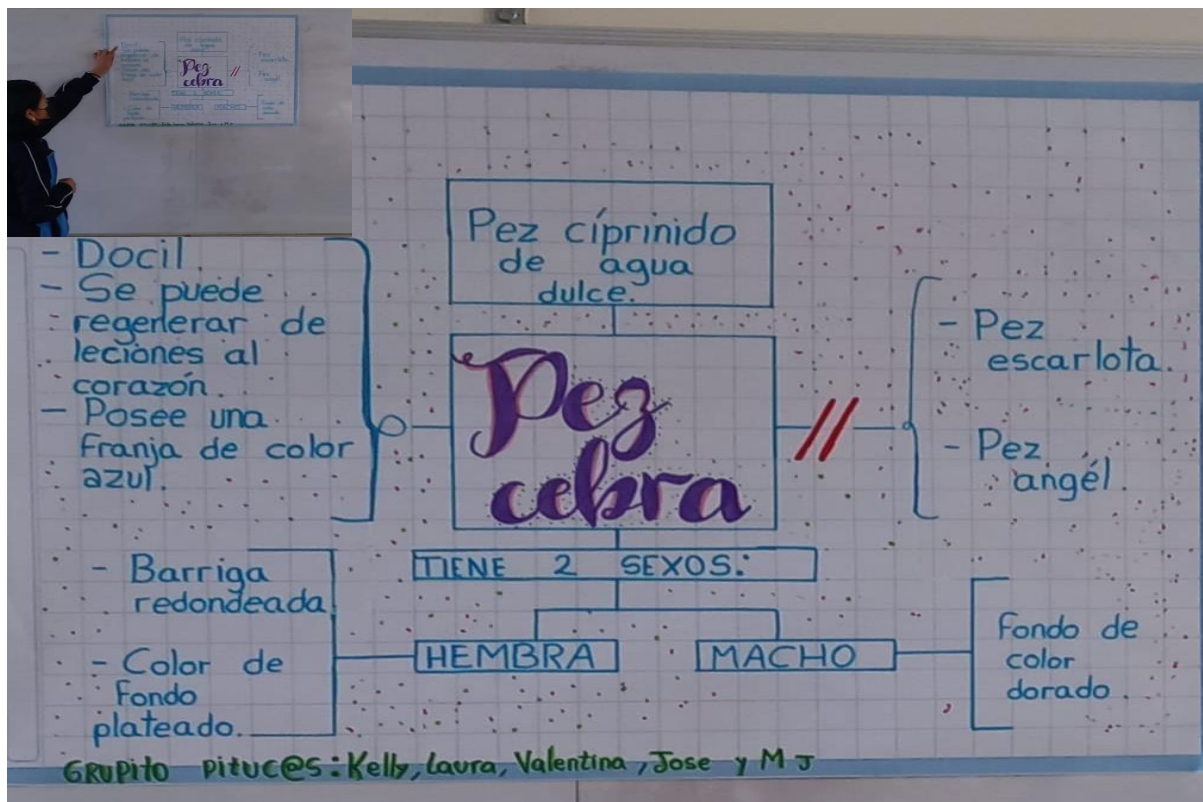 Pez cíprinido
de agua
dulce.
- Docil.
- Se puede
regenerar de
leciones al
corazón.
- Posee una
franja de color
azul.
Pez
cebra
//
- Pez
escarlota.
- Pez
angél.
TIENE 2 SEXOS:
HEMBRA
MACHO
- Barriga
redondeada
- Color de
fondo
plateado.
Fondo de
color
dorado.
GRUPito Pituc@s: Kelly, Laura, Valentina, Jose y M J